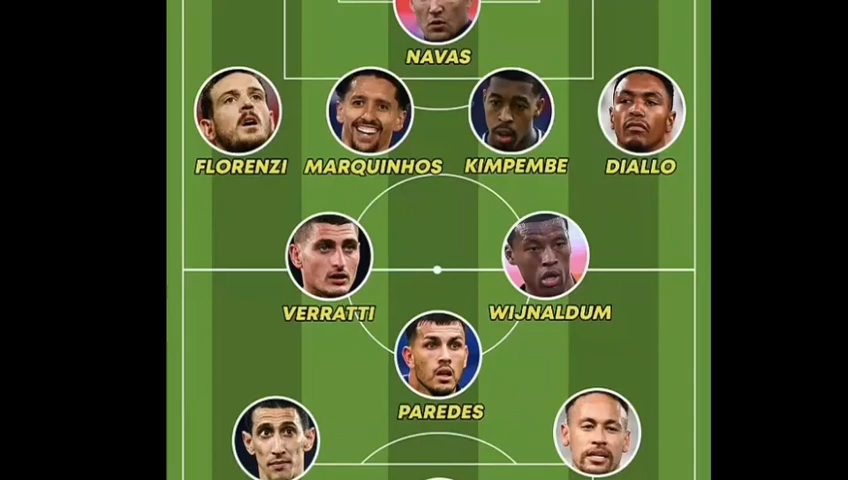 NAVAS
FLORENZI
MARQUINHOS
KIMPEMBE
DIALLO
VERRATTI
WIJNALDUM
PAREDES